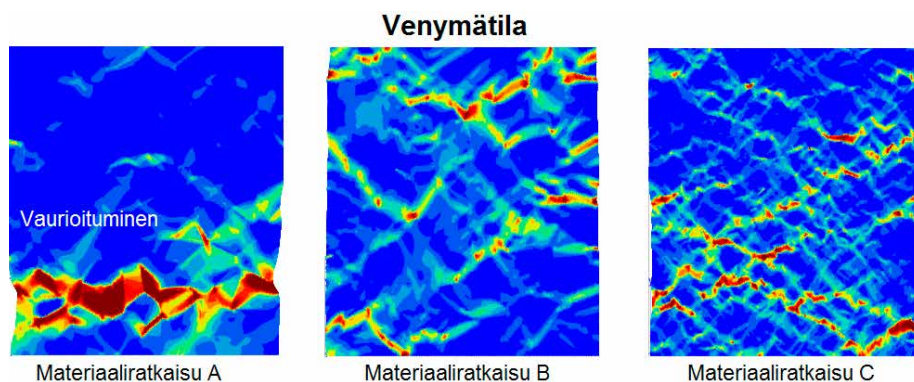 Venymätila
Vaurioituminen
Materiaaliratkaisu A
Materiaaliratkaisu B
Materiaaliratkaisu C